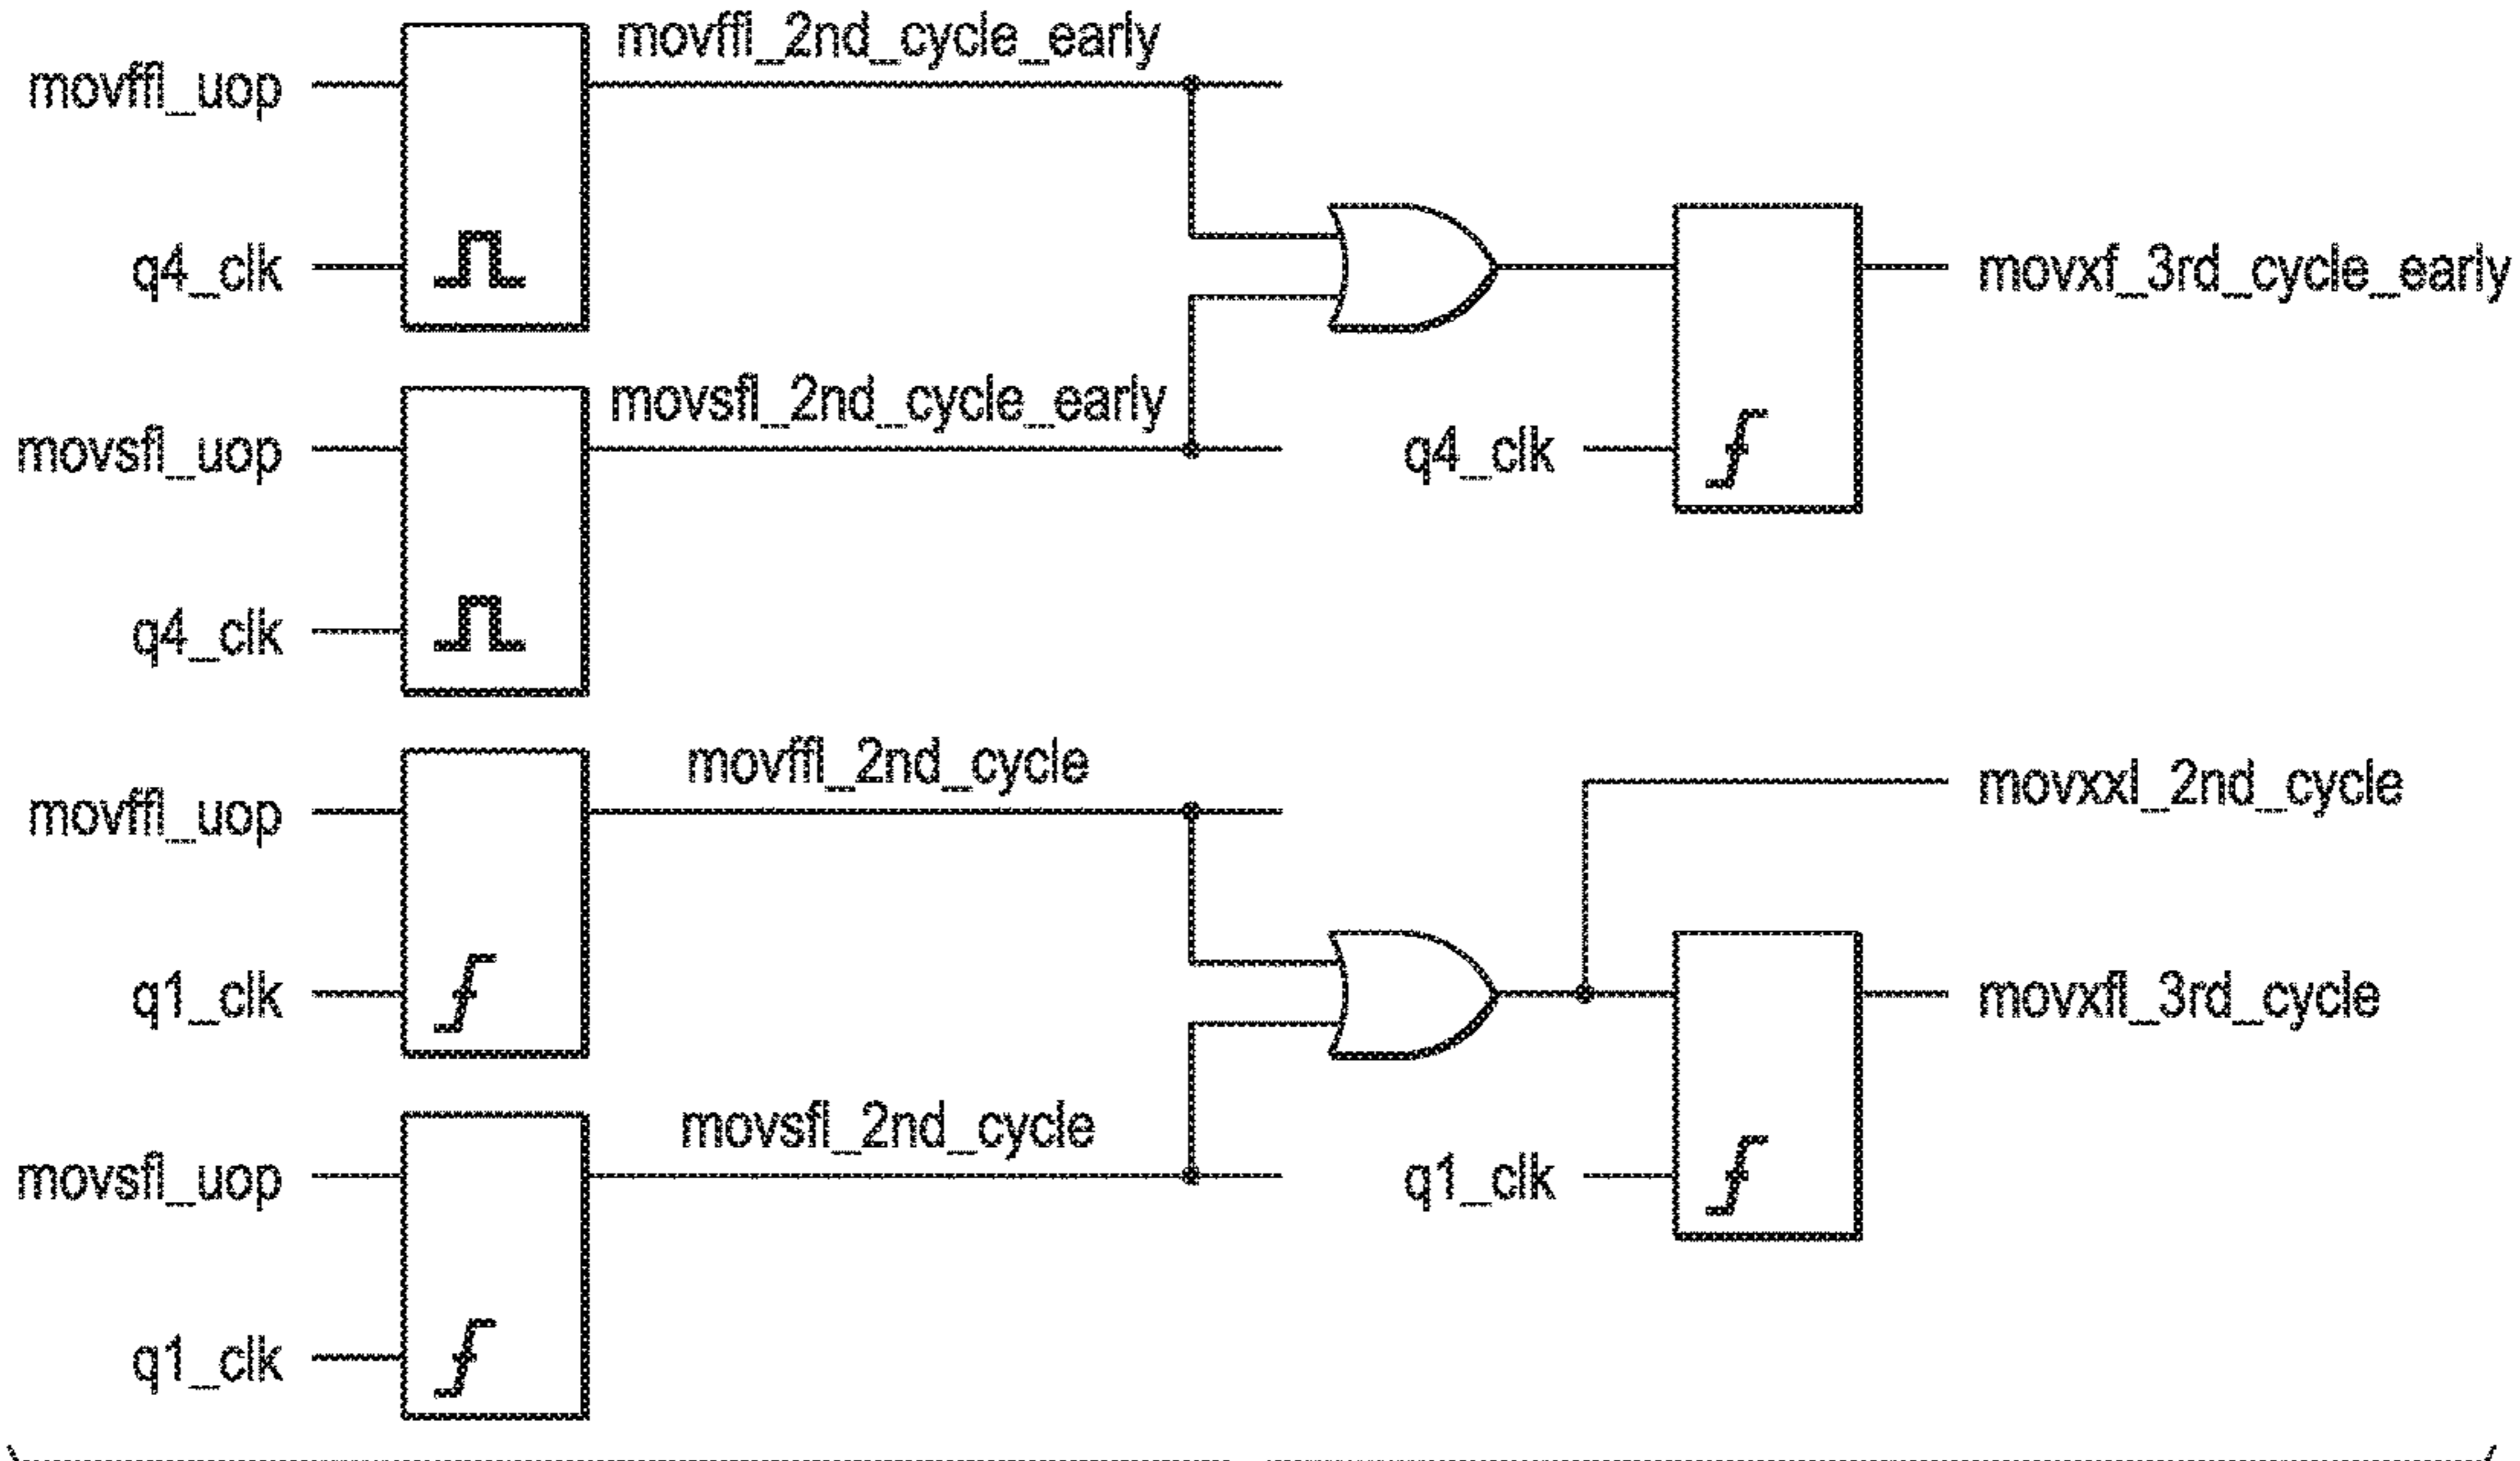 movffl_2nd_cycle_early
movffl_uop
q4_clk
movxf_3rd_cycle_early
movsfl_2nd_cycle_early
movsfl_uop
q4_clk
q4_clk
movffl_2nd_cycle
movxxl_2nd_cycle
movffl_uop
q1_clk
movxfl_3rd_cycle
movsfl_2nd_cycle
movsfl_uop
q1_clk
q1_clk